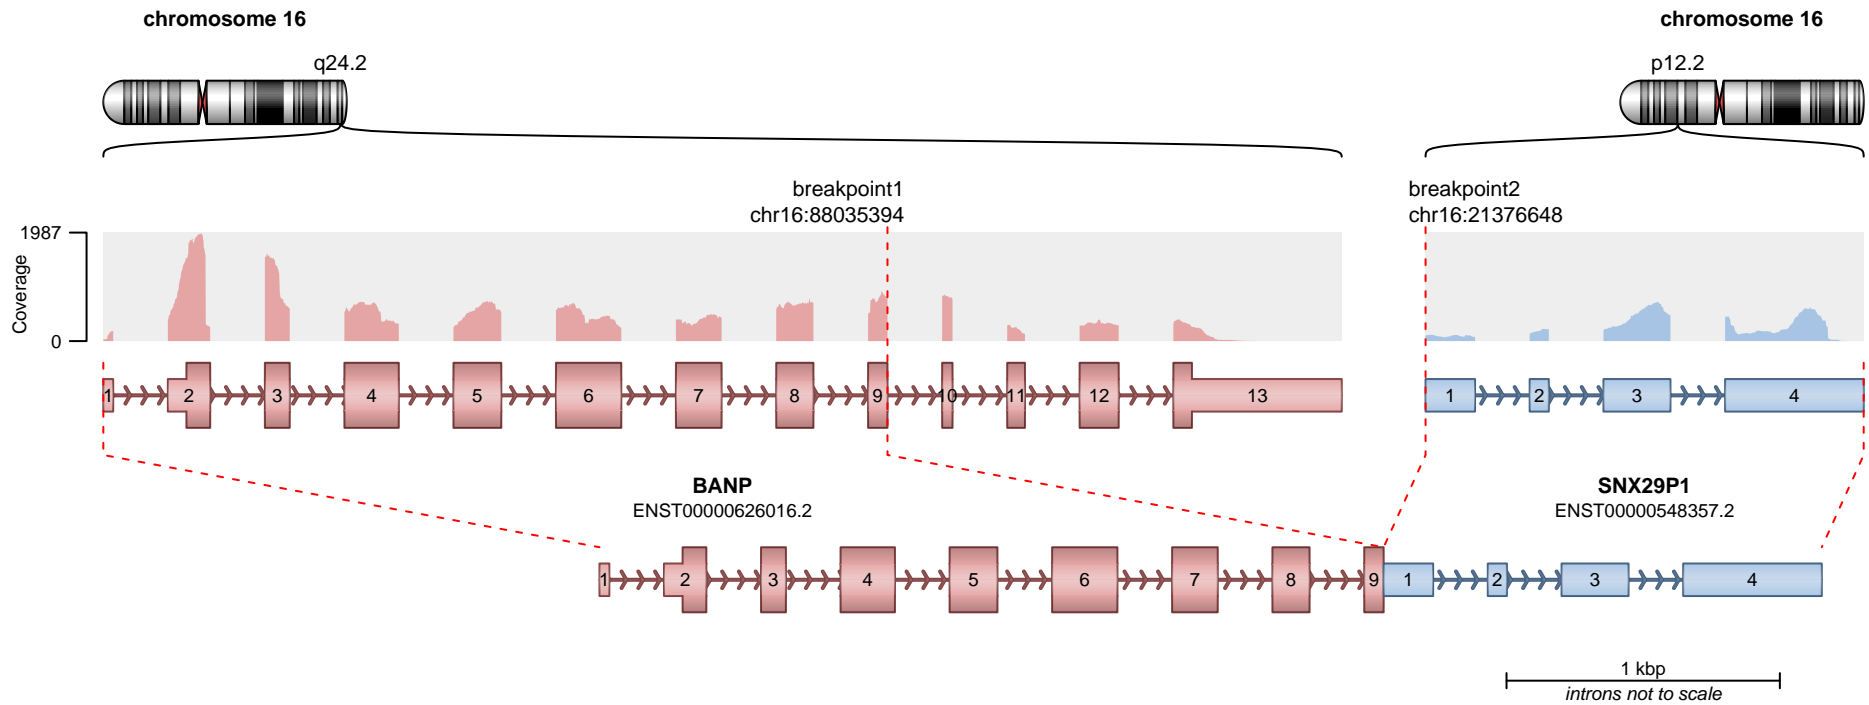 chromosome 16
chromosome 16
q24.2
p12.2
breakpoint1
chr16:88035394
breakpoint2
chr16:21376648
1987
Coverage
0
1 2 3 4 5 6 7 8 9 10 11 12 13
1 2 3 4
BANP
ENST00000626016.2
SNX29P1
ENST00000548357.2
1 2 3 4 5 6 7 8 9 1 2 3 4
1 kbp
introns not to scale